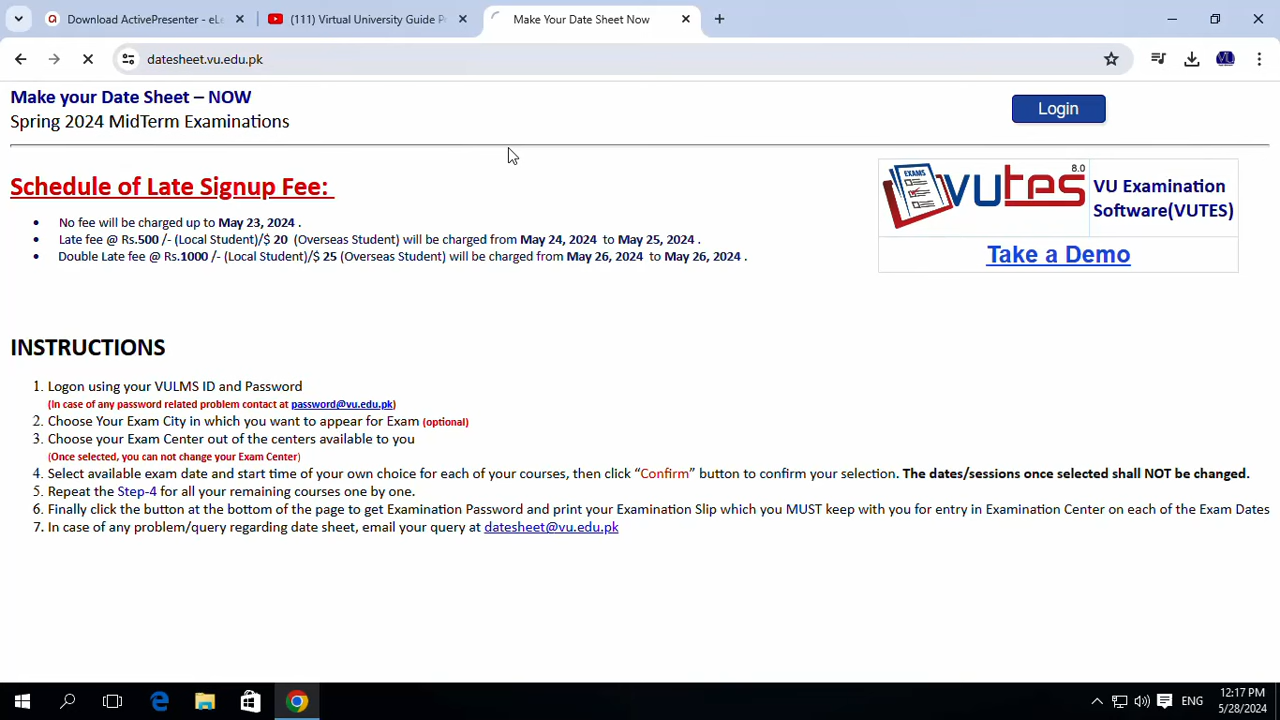 Download ActivePresenter - eLe
(111) Virtual University Guide P
Make Your Date Sheet Now
datesheet.vu.edu.pk
Make your Date Sheet – NOW
Spring 2024 MidTerm Examinations
Login
Schedule of Late Signup Fee:
• No fee will be charged up to May 23, 2024 .
• Late fee @ Rs.500 /- (Local Student)/$ 20 (Overseas Student) will be charged from May 24, 2024 to May 25, 2024 .
• Double Late fee @ Rs.1000 /- (Local Student)/$ 25 (Overseas Student) will be charged from May 26, 2024 to May 26, 2024 .
EXAMS
vutes 8.0
VU Examination
Software(VUTES)
Take a Demo
INSTRUCTIONS
1. Logon using your VULMS ID and Password
(In case of any password related problem contact at password@vu.edu.pk)
2. Choose Your Exam City in which you want to appear for Exam (optional)
3. Choose your Exam Center out of the centers available to you
(Once selected, you can not change your Exam Center)
4. Select available exam date and start time of your own choice for each of your courses, then click “Confirm” button to confirm your selection. The dates/sessions once selected shall NOT be changed.
5. Repeat the Step-4 for all your remaining courses one by one.
6. Finally click the button at the bottom of the page to get Examination Password and print your Examination Slip which you MUST keep with you for entry in Examination Center on each of the Exam Dates
7. In case of any problem/query regarding date sheet, email your query at datesheet@vu.edu.pk
ENG
12:17 PM
5/28/2024